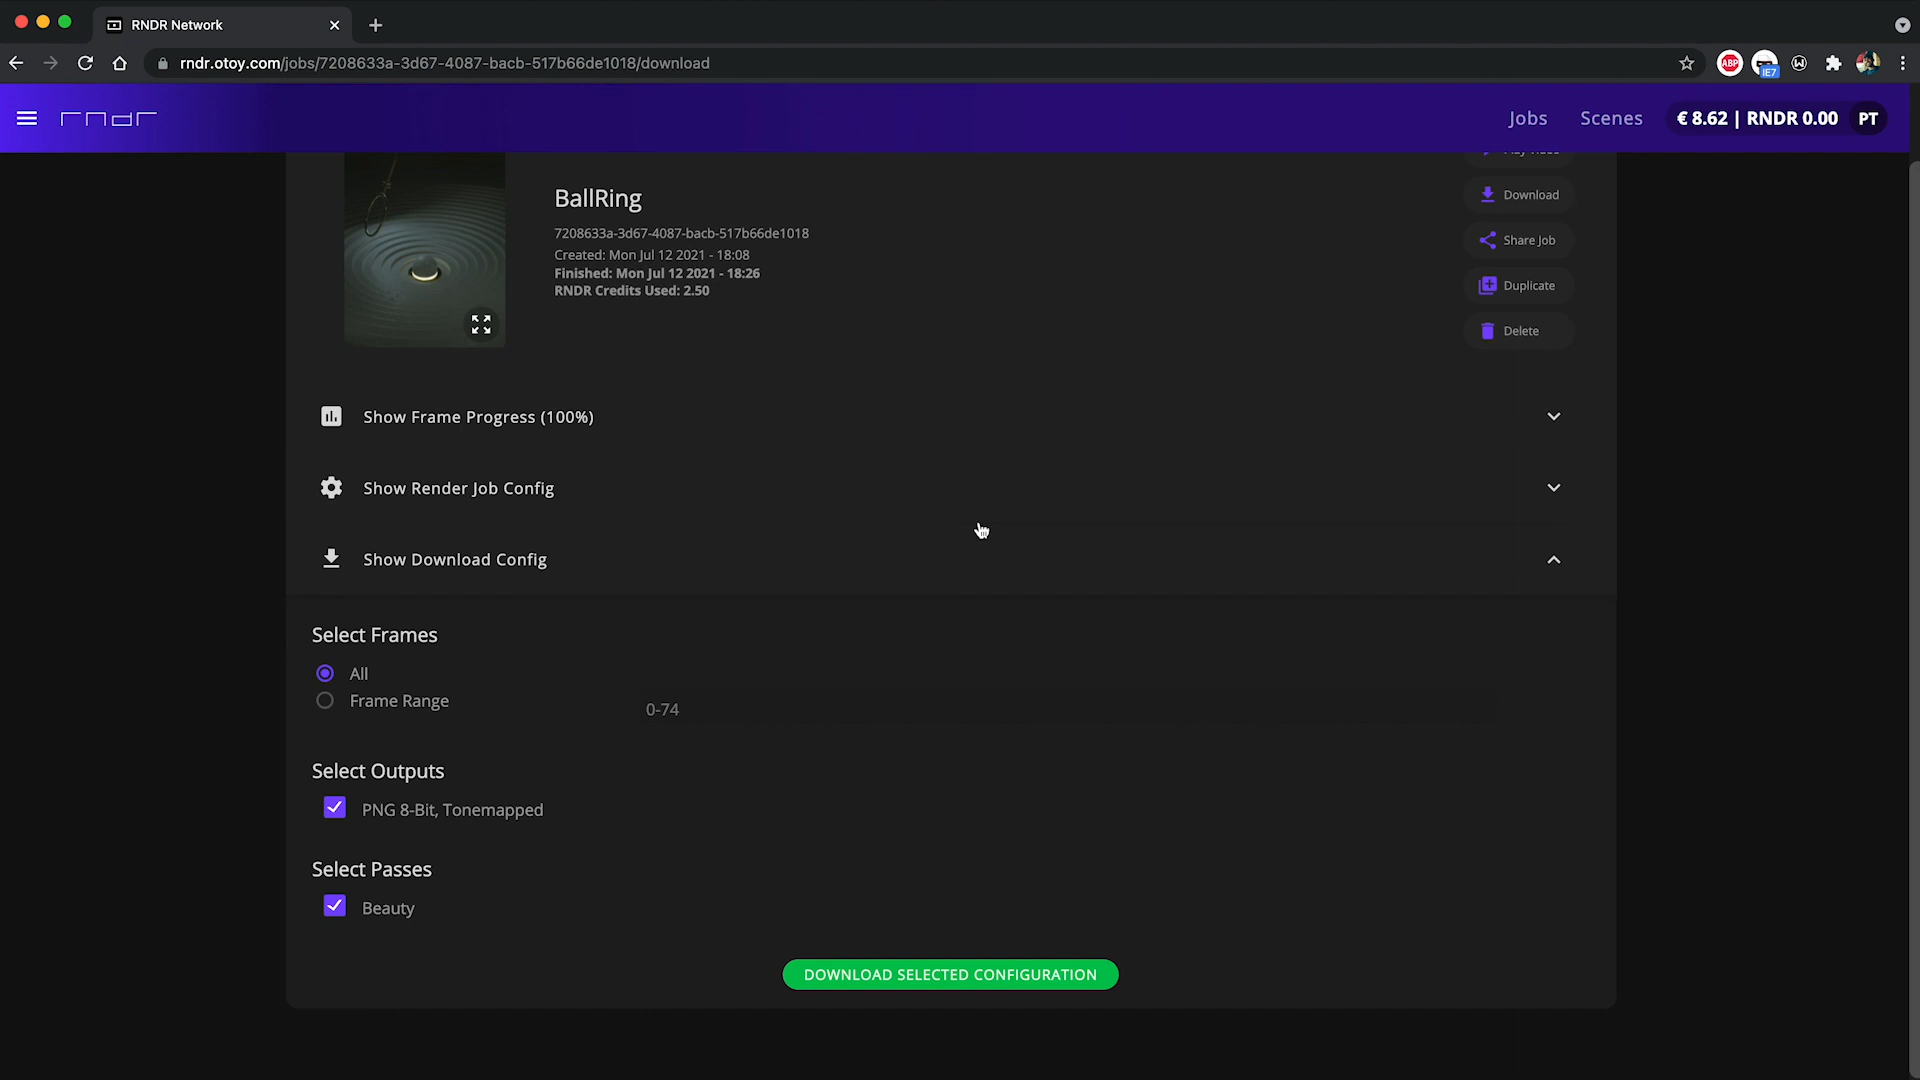 RNDR Network
rndr.otoy.com/jobs/7208633a-3d67-4087-bacb-517b66de1018/download
ABP
IE7
rndr
Jobs
Scenes
€ 8.62 | RNDR 0.00
PT
BallRing
7208633a-3d67-4087-bacb-517b66de1018
Created: Mon Jul 12 2021 - 18:08
Finished: Mon Jul 12 2021 - 18:26
RNDR Credits Used: 2.50
Download
Share Job
Duplicate
Delete
Show Frame Progress (100%)
Show Render Job Config
Show Download Config
Select Frames
All
Frame Range
0-74
Select Outputs
PNG 8-Bit, Tonemapped
Select Passes
Beauty
DOWNLOAD SELECTED CONFIGURATION